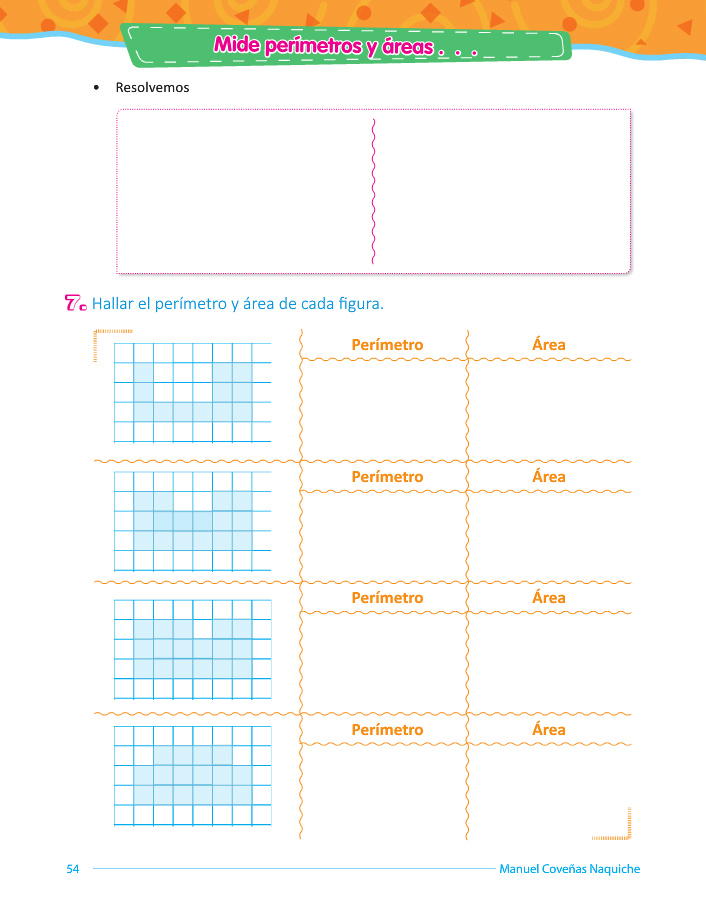 Mide perímetros y áreas . . .
• Resolvemos
7. Hallar el perímetro y área de cada figura.
Perímetro Área
Perímetro Área
Perímetro Área
Perímetro Área
54 Manuel Coveñas Naquiche